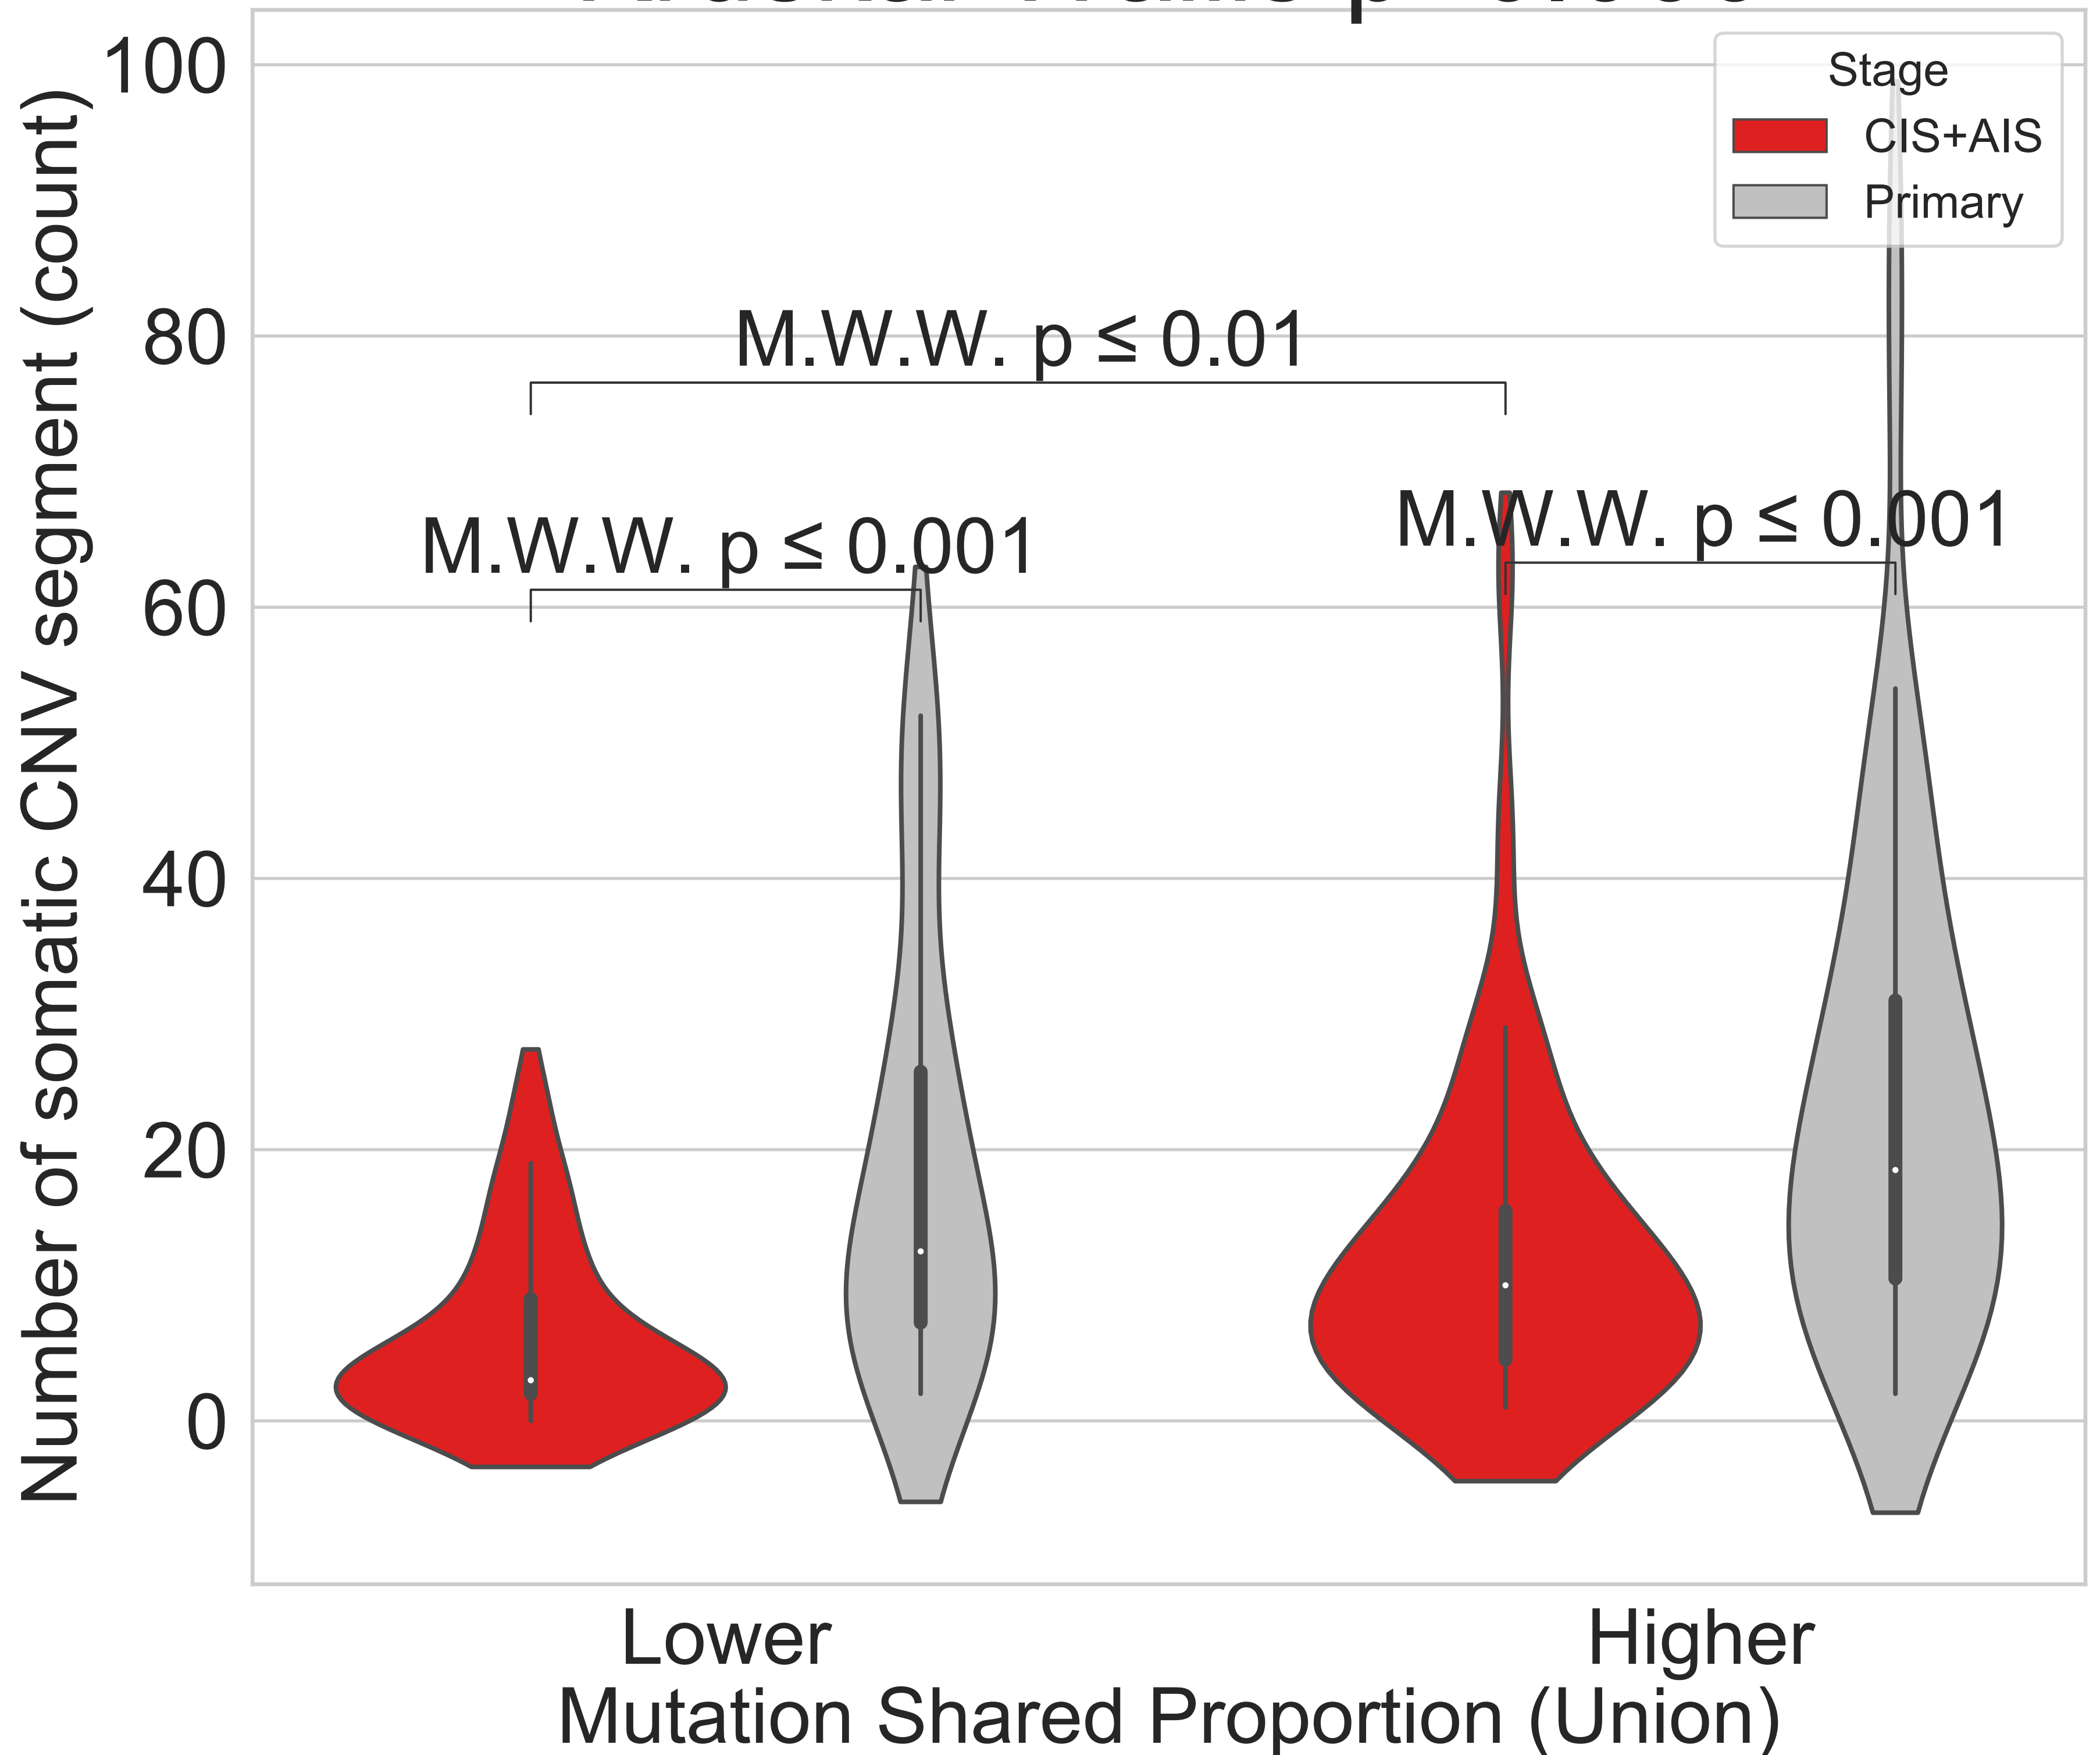 100
80
60
40
20
0
Number of somatic CNV segment (count)
Stage
CIS+AIS
Primary
M.W.W. p ≤ 0.01
M.W.W. p ≤ 0.001
M.W.W. p ≤ 0.001
Lower
Higher
Mutation Shared Proportion (Union)